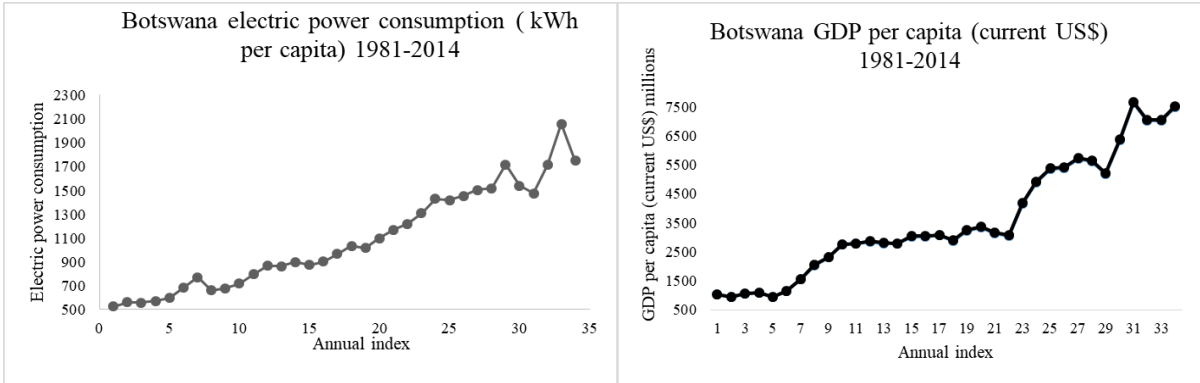 Botswana electric power consumption ( kWh
per capita) 1981-2014
Electric power consumption
2300
2100
1900
1700
1500
1300
1100
900
700
500
0 5 10 15 20 25 30 35
Annual index
Botswana GDP per capita (current US$)
1981-2014
GDP per capita (current US$) millions
7500
6500
5500
4500
3500
2500
1500
500
1 3 5 7 9 11 13 15 17 19 21 23 25 27 29 31 33
Annual index